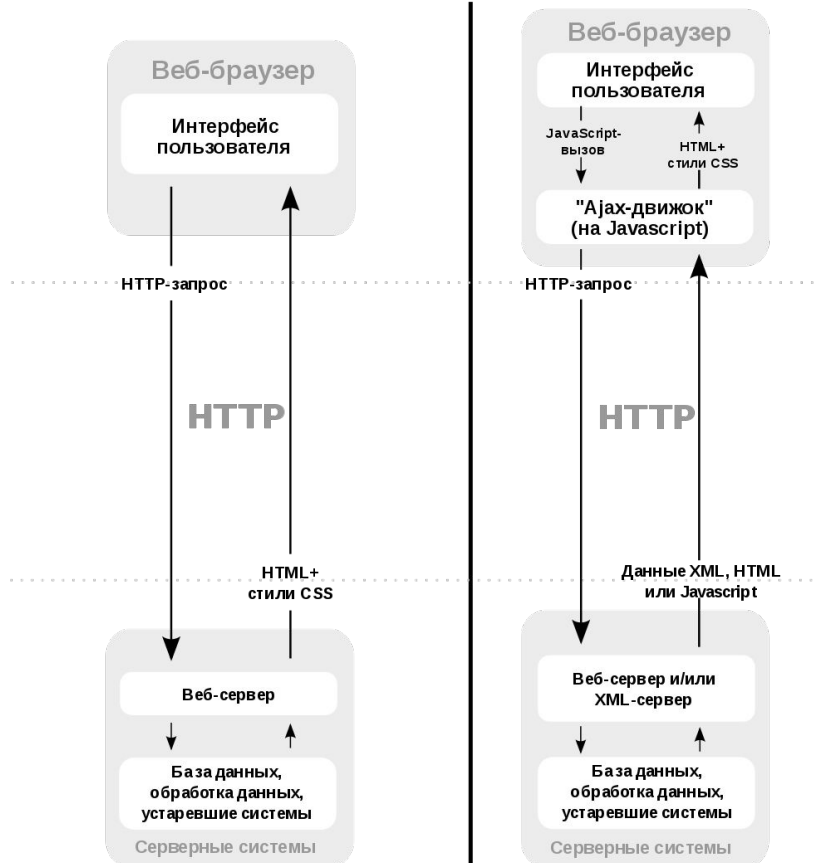 Веб-браузер
Интерфейс
пользователя
HTTP-запрос
HTTP
HTML+
стили CSS
Веб-сервер
База данных,
обработка данных,
устаревшие системы
Серверные системы
Веб-браузер
Интерфейс
пользователя
JavaScript-
вызов
HTML+
стили CSS
"Ajax-движок"
(на Javascript)
HTTP-запрос
HTTP
Данные XML, HTML
или Javascript
Веб-сервер и/или
XML-сервер
База данных,
обработка данных,
устаревшие системы
Серверные системы